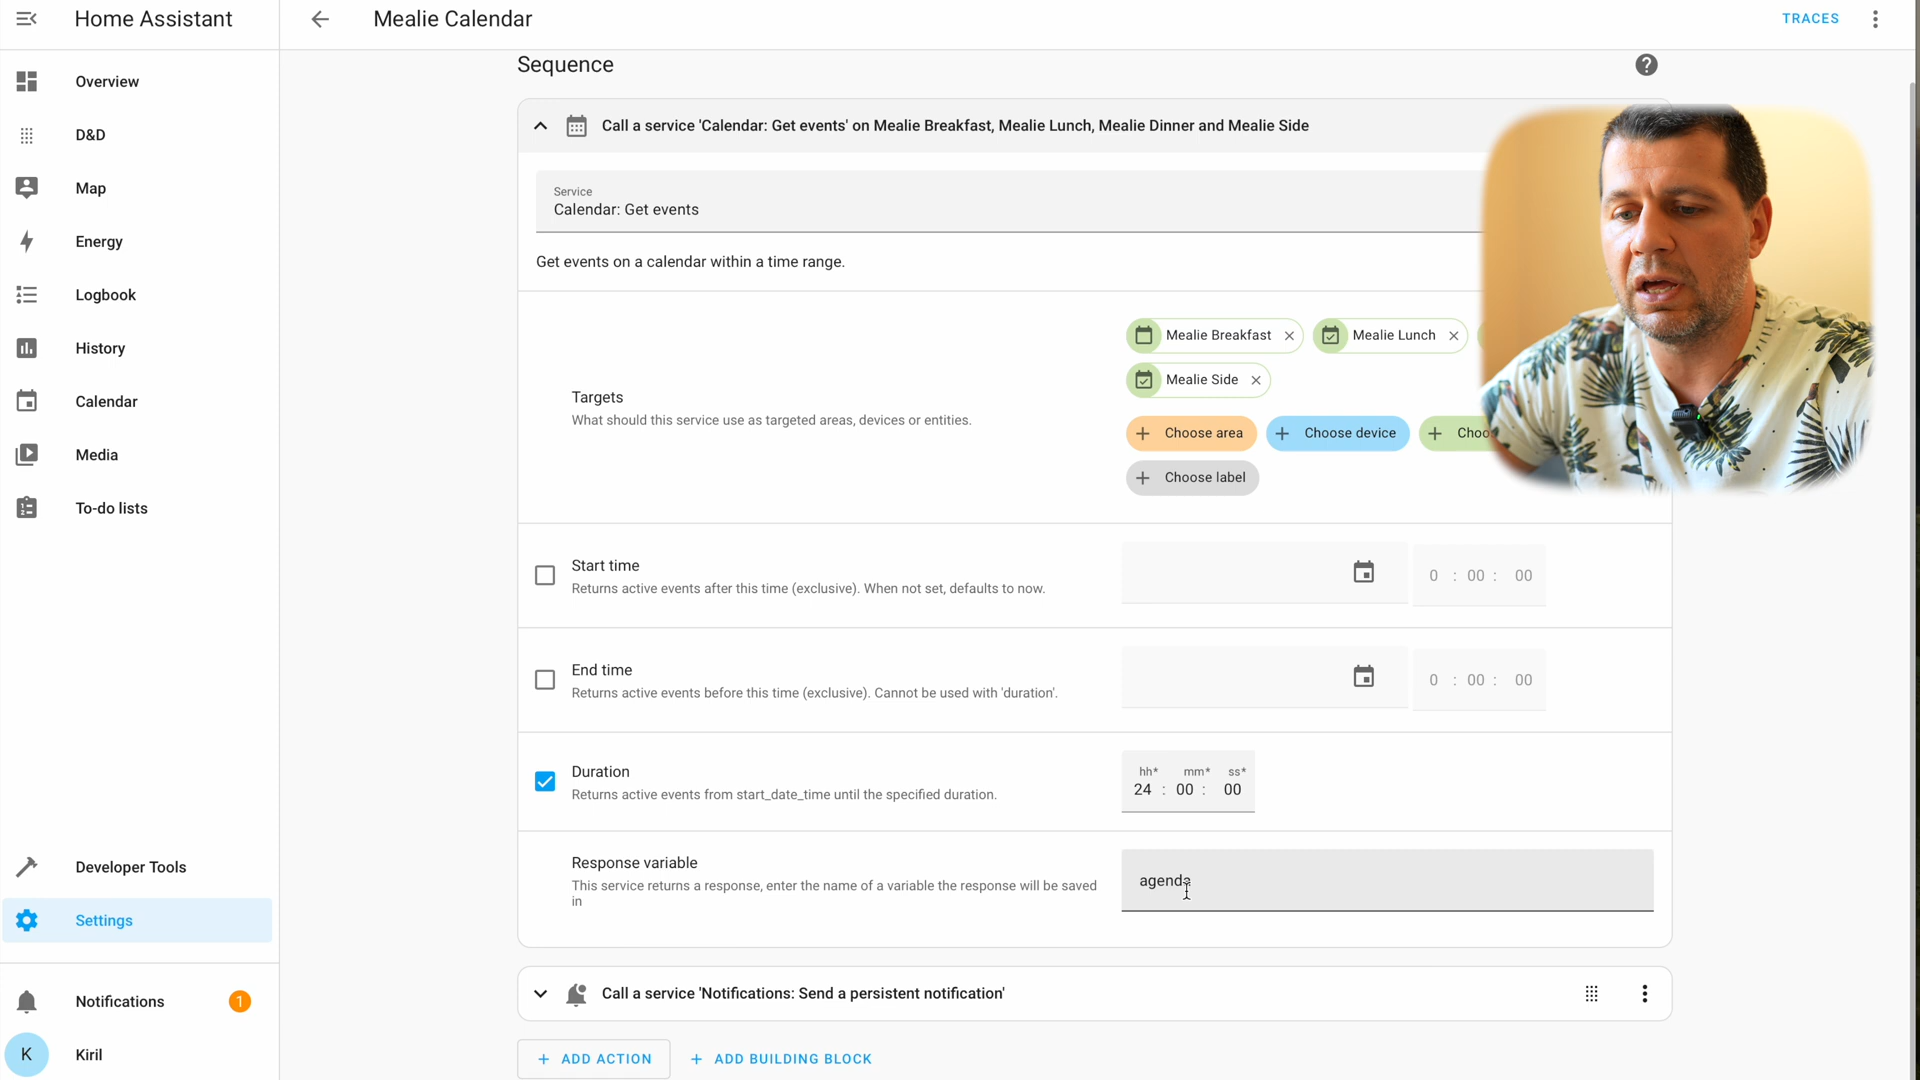 Home Assistant
Mealie Calendar
TRACES
Overview
D&D
Map
Energy
Logbook
History
Calendar
Media
To-do lists
Developer Tools
Settings
Notifications
1
K
Kiril
Sequence
Call a service 'Calendar: Get events' on Mealie Breakfast, Mealie Lunch, Mealie Dinner and Mealie Side
Service
Calendar: Get events
Get events on a calendar within a time range.
Targets
What should this service use as targeted areas, devices or entities.
Mealie Breakfast
Mealie Lunch
Mealie Side
Choose area
Choose device
Choo
Choose label
Start time
Returns active events after this time (exclusive). When not set, defaults to now.
0 : 00 : 00
End time
Returns active events before this time (exclusive). Cannot be used with 'duration'.
0 : 00 : 00
Duration
Returns active events from start_date_time until the specified duration.
hh* mm* ss*
24 : 00 : 00
Response variable
This service returns a response, enter the name of a variable the response will be saved
in
agenda
Call a service 'Notifications: Send a persistent notification'
+ ADD ACTION
+ ADD BUILDING BLOCK